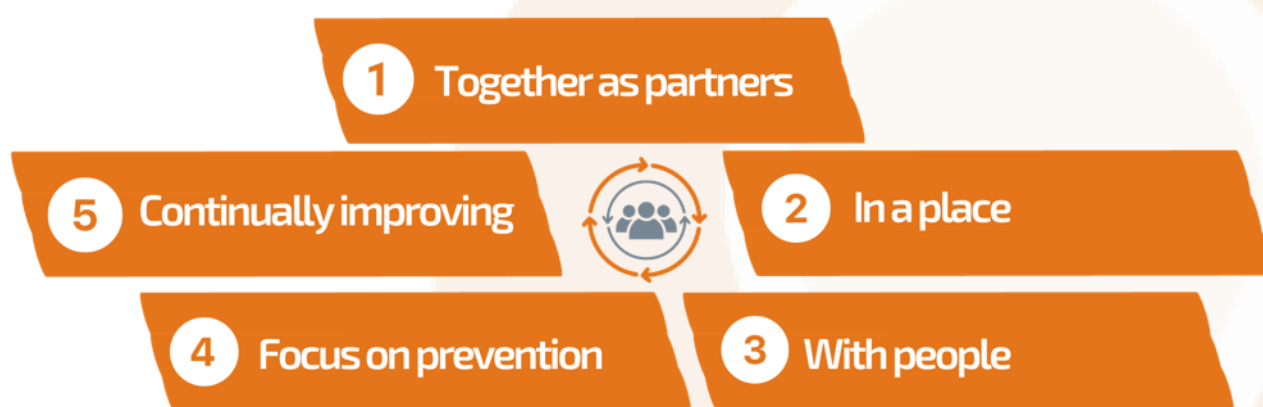 1 Together as partners
5 Continually improving
2 In a place
4 Focus on prevention
3 With people